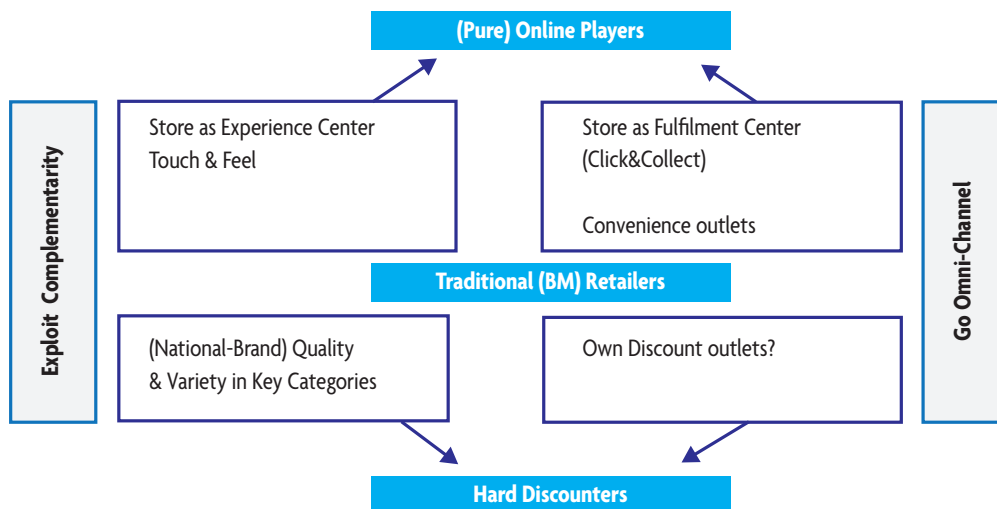 (Pure) Online Players
Exploit Complementarity
Store as Experience Center
Touch & Feel
Store as Fulfilment Center
(Click&Collect)
Convenience outlets
Go Omni-Channel
Traditional (BM) Retailers
(National-Brand) Quality
& Variety in Key Categories
Own Discount outlets?
Hard Discounters